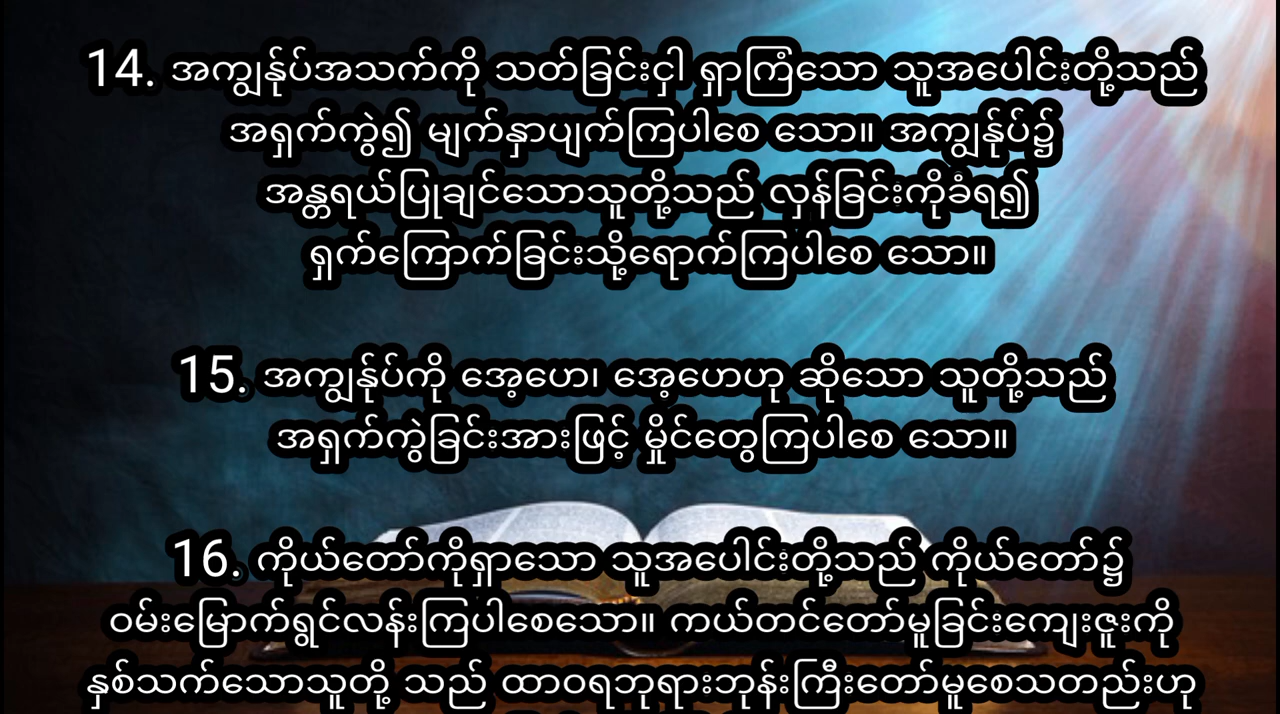 14. အကျွန်ုပ်အသက်ကို သတ်ခြင်းငှါ ရှာကြံသော သူအပေါင်းတို့သည်
အရှက်ကွဲ၍ မျက်နှာပျက်ကြပါစေ သော။ အကျွန်ုပ်၌
အန္တရယ်ပြုချင်သောသူတို့သည် လှန်ခြင်းကိုခံရ၍
ရှက်ကြောက်ခြင်းသို့ရောက်ကြပါစေ သော။
15. အကျွန်ုပ်ကို အေ့ဟေ၊ အေ့ဟေဟု ဆိုသော သူတို့သည်
အရှက်ကွဲခြင်းအားဖြင့် မှိုင်တွေကြပါစေ သော။
16. ကိုယ်တော်ကိုရှာသော သူအပေါင်းတို့သည် ကိုယ်တော်၌
ဝမ်းမြောက်ရွှင်လန်းကြပါစေသော။ ကယ်တင်တော်မူခြင်းကျေးဇူးကို
နှစ်သက်သောသူတို့ သည် ထာဝရဘုရားဘုန်းကြီးတော်မူစေသတည်းဟု